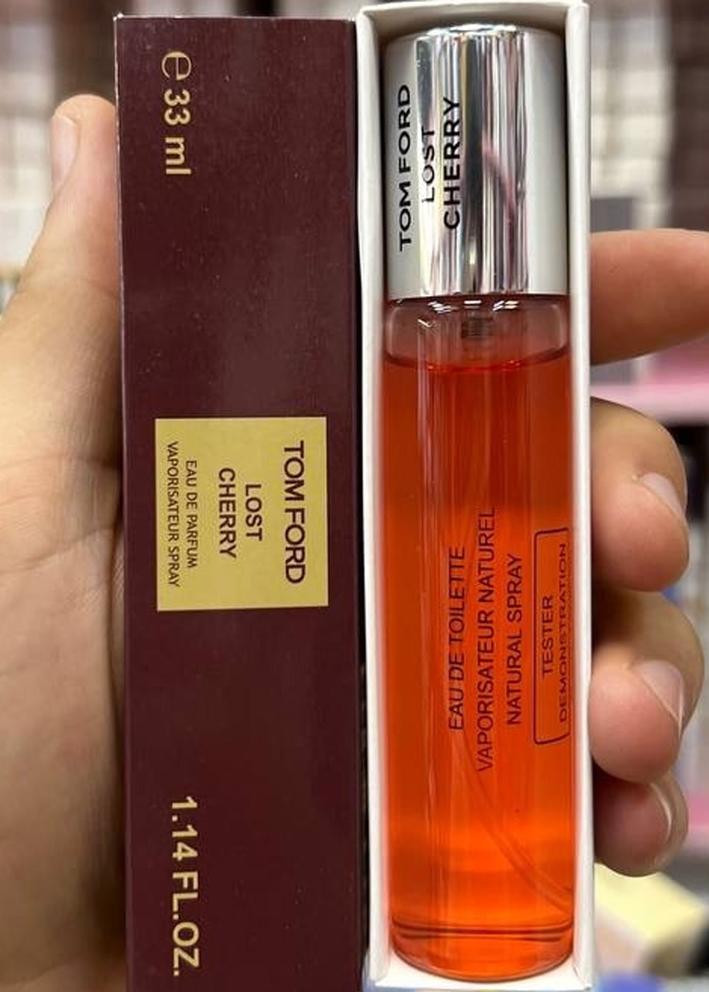 ℮ 33 ml
TOM FORD
LOST
CHERRY
EAU DE PARFUM
VAPORISATEUR SPRAY
1.14 FL.OZ.
TOM FORD
LOST
CHERRY
EAU DE TOILETTE
VAPORISATEUR NATUREL
NATURAL SPRAY
TESTER
DEMONSTRATION